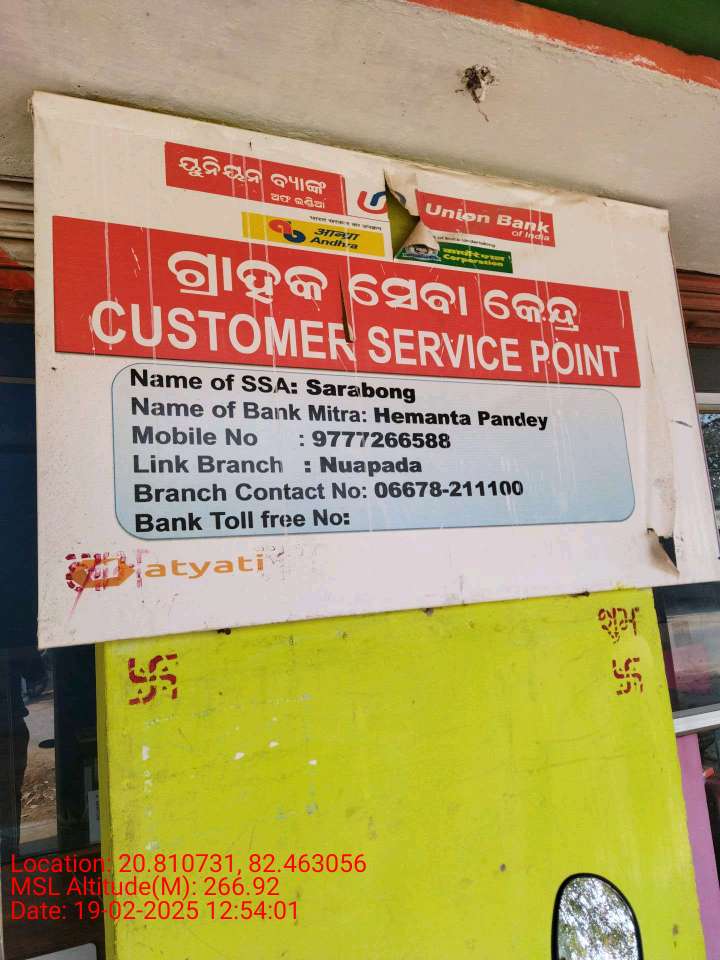 ୟୁନିୟନ ବ୍ୟାଙ୍କ
ଅଫ ଇଣ୍ଡିଆ
Union Bank
of India
आन्ध्रा
Andhra
कार्पोरेशन
Corporation
ଗ୍ରାହକ ସେବା କେନ୍ଦ୍ର
CUSTOMER SERVICE POINT
Name of SSA: Sarabong
Name of Bank Mitra: Hemanta Pandey
Mobile No : 9777266588
Link Branch : Nuapada
Branch Contact No: 06678-211100
Bank Toll free No:
atyati
Location: 20.810731, 82.463056
MSL Altitude(M): 266.92
Date: 19-02-2025 12:54:01